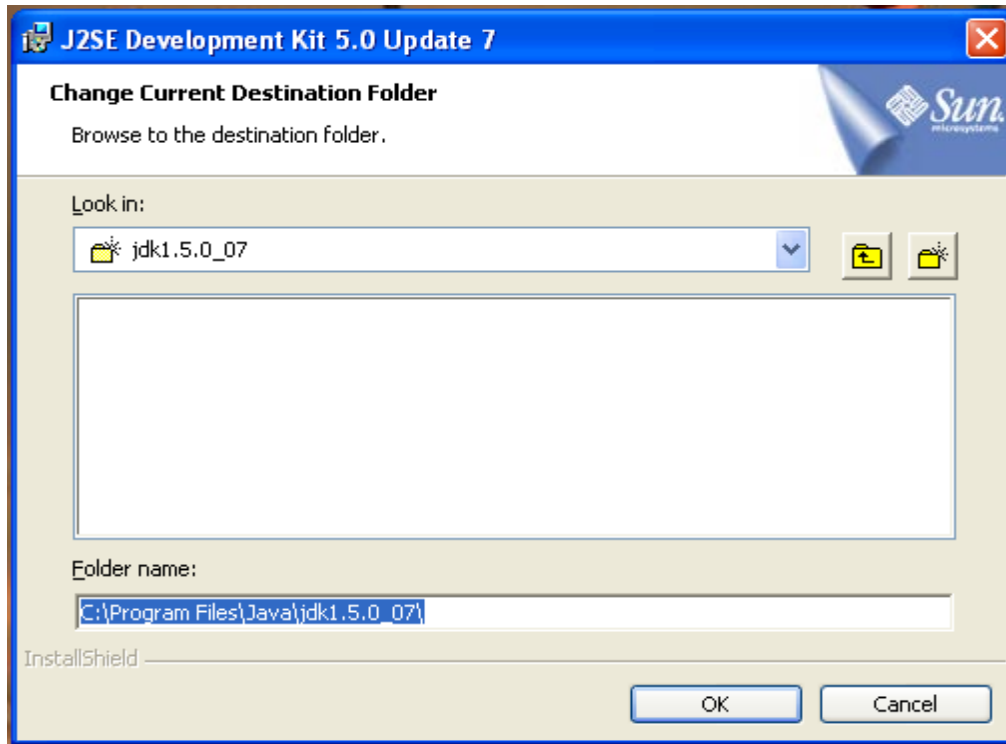 J2SE Development Kit 5.0 Update 7
Change Current Destination Folder
Browse to the destination folder.
Sun.
microsystems
Look in:
jdk1.5.0_07
Folder name:
C:\Program Files\Java\jdk1.5.0_07\
InstallShield
OK
Cancel